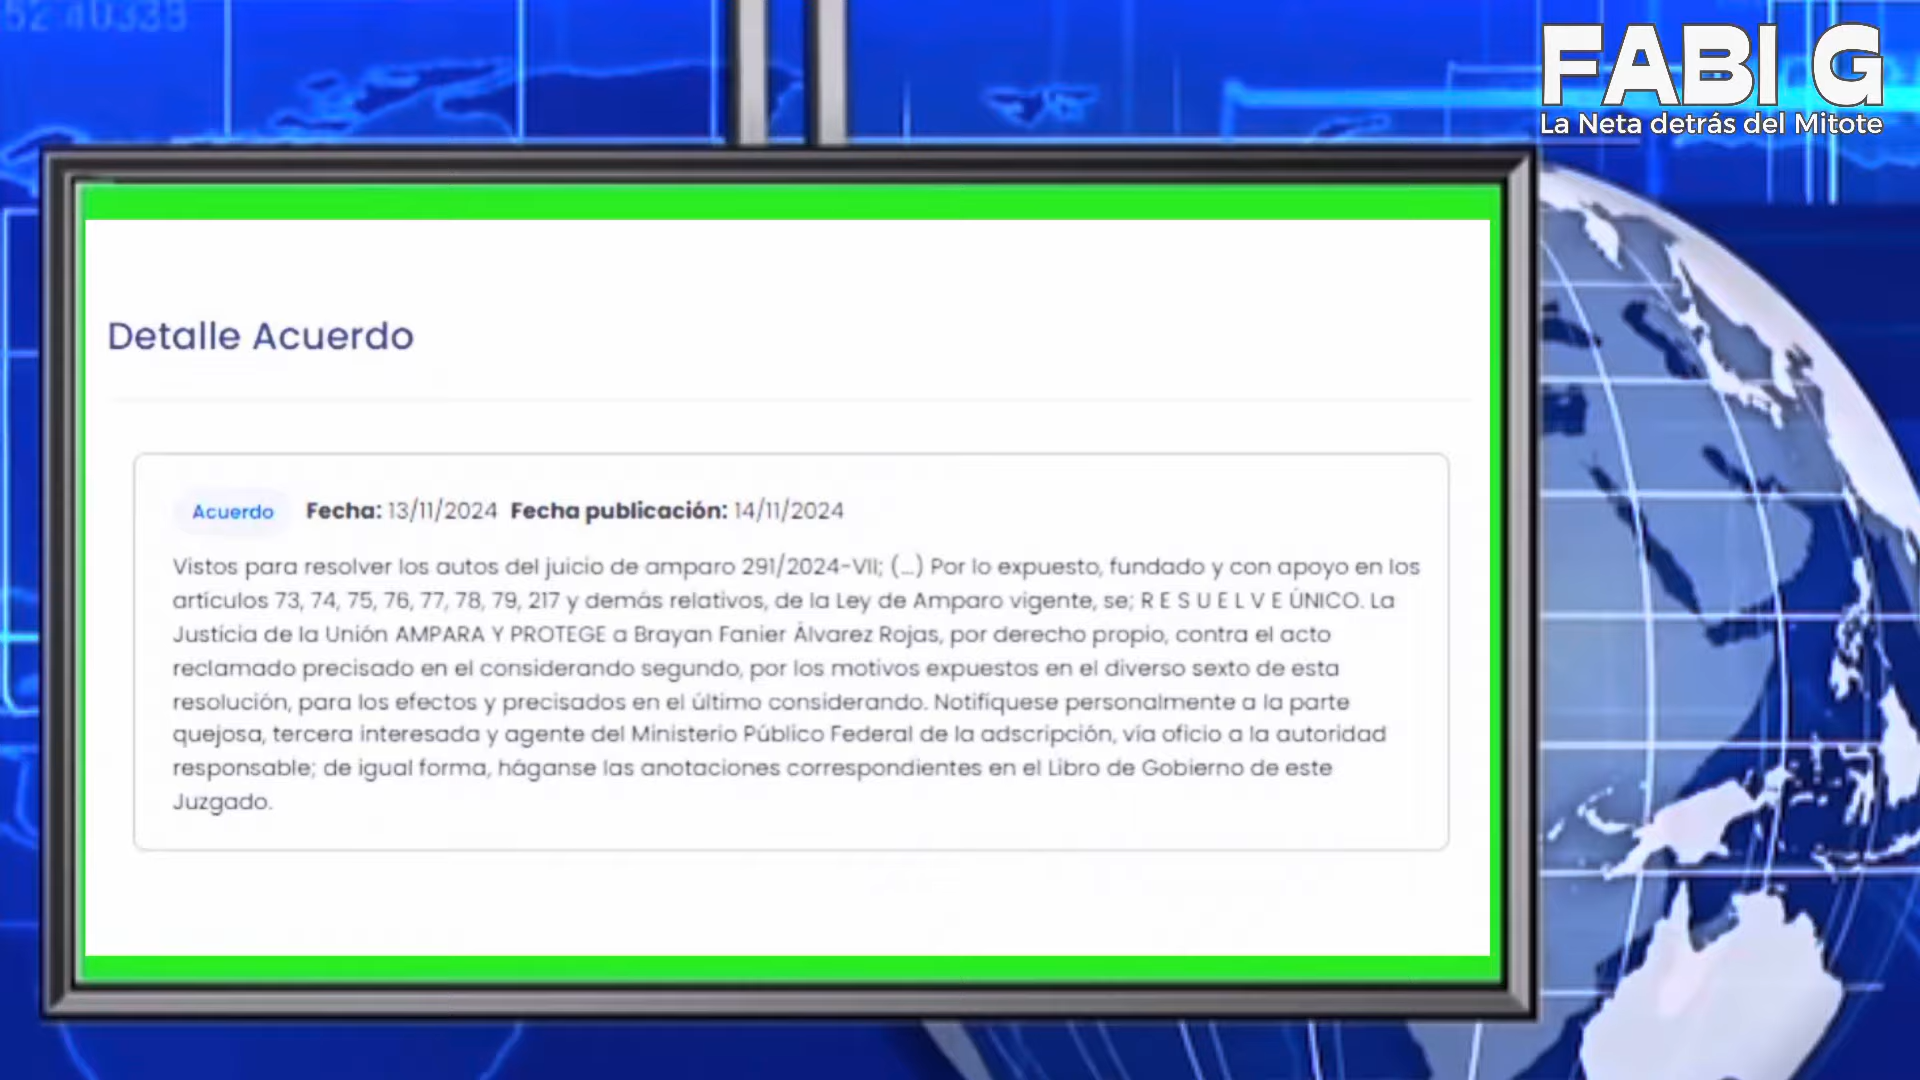 52 40338
FABI G
La Neta detrás del Mitote
Detalle Acuerdo
Acuerdo Fecha: 13/11/2024 Fecha publicación: 14/11/2024
Vistos para resolver los autos del juicio de amparo 291/2024-VII; (...) Por lo expuesto, fundado y con apoyo en los
artículos 73, 74, 75, 76, 77, 78, 79, 217 y demás relativos, de la Ley de Amparo vigente, se; R E S U E L V E ÚNICO. La
Justicia de la Unión AMPARA Y PROTEGE a Brayan Fanier Álvarez Rojas, por derecho propio, contra el acto
reclamado precisado en el considerando segundo, por los motivos expuestos en el diverso sexto de esta
resolución, para los efectos y precisados en el último considerando. Notifíquese personalmente a la parte
quejosa, tercera interesada y agente del Ministerio Público Federal de la adscripción, vía oficio a la autoridad
responsable; de igual forma, háganse las anotaciones correspondientes en el Libro de Gobierno de este
Juzgado.